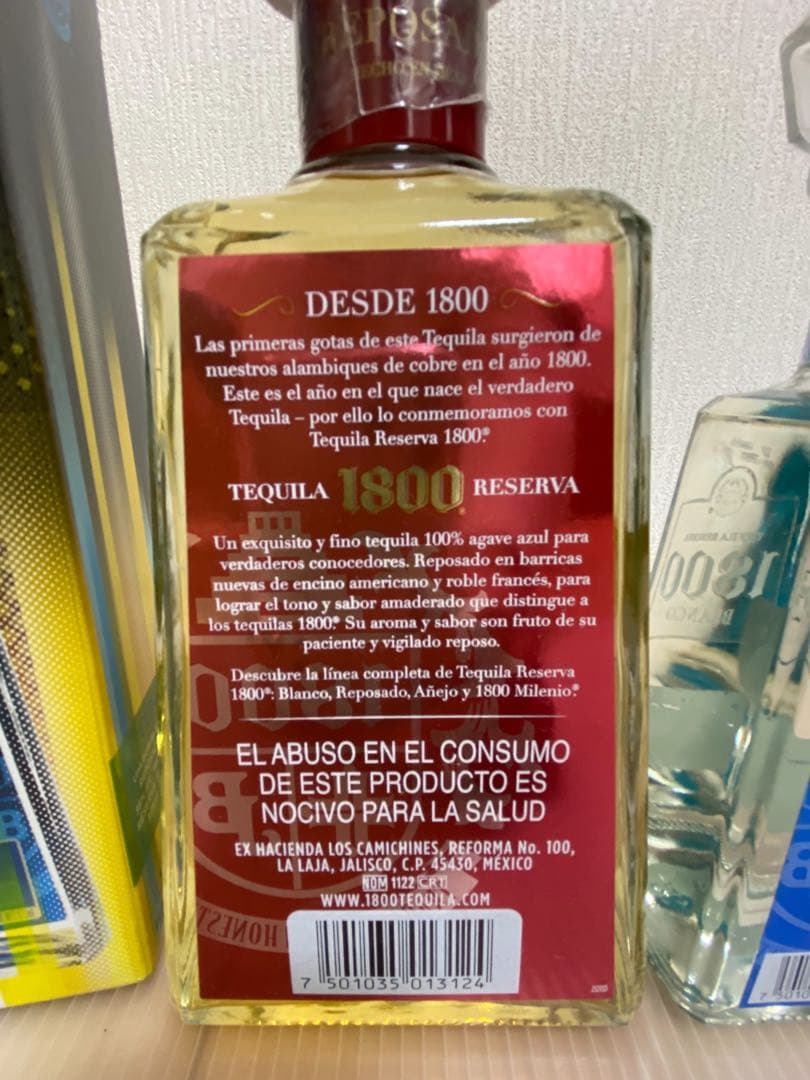 REPOSA
HECHO EN
DESDE 1800
Las primeras gotas de este Tequila surgieron de
nuestros alambiques de cobre en el año 1800.
Este es el año en el que nace el verdadero
Tequila – por ello lo conmemoramos con
Tequila Reserva 1800.®
TEQUILA 1800® RESERVA
Un exquisito y fino tequila 100% agave azul para
verdaderos conocedores. Reposado en barricas
nuevas de encino americano y roble francés, para
lograr el tono y sabor amaderado que distingue a
los tequilas 1800.® Su aroma y sabor son fruto de su
paciente y vigilado reposo.
Descubre la línea completa de Tequila Reserva
1800®: Blanco, Reposado, Añejo y 1800 Milenio.®
EL ABUSO EN EL CONSUMO
DE ESTE PRODUCTO ES
NOCIVO PARA LA SALUD
EX HACIENDA LOS CAMICHINES, REFORMA No. 100,
LA LAJA, JALISCO, C.P. 45430, MÉXICO
NOM 1122 CRT
WWW.1800TEQUILA.COM
7 501035 013124
1800
BLANCO